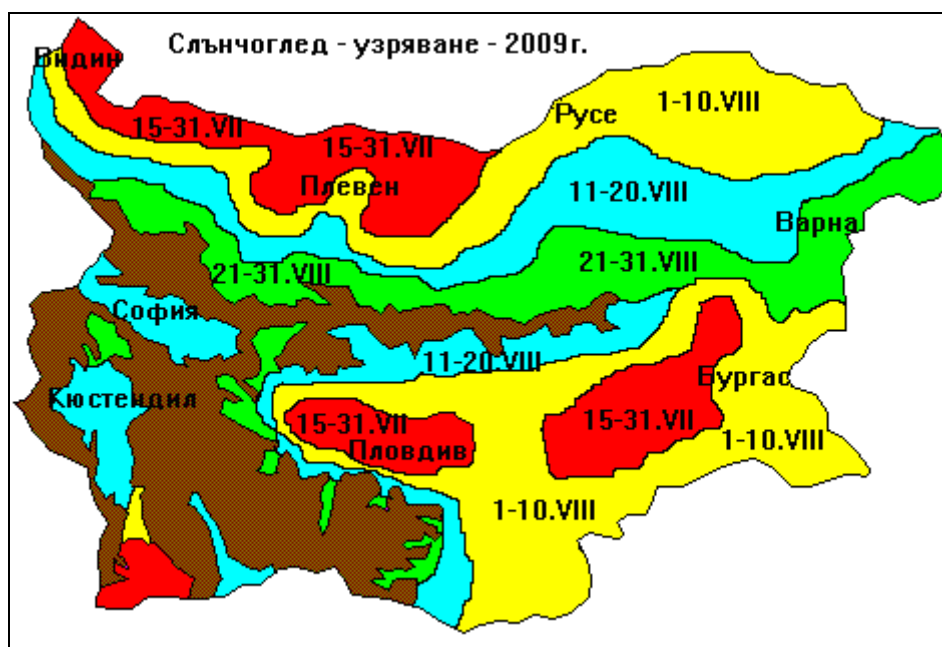 Слънчоглед - узряване - 2009г.
Видин
1-10.VIII
Русе
15-31.VII
15-31.VII
Плевен
11-20.VIII
Варна
21-31.VIII
21-31.VIII
София
11-20.VIII
Бургас
Кюстендил
15-31.VII
15-31.VII
Пловдив
1-10.VIII
1-10.VIII